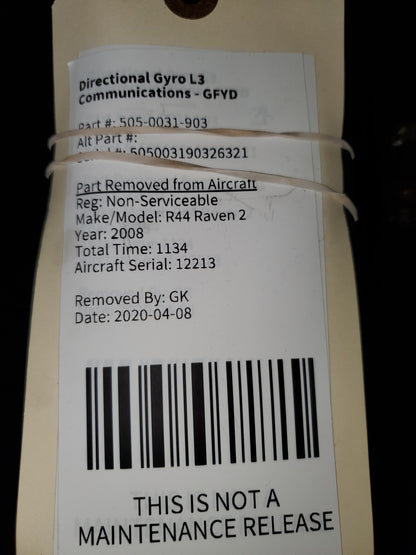 Directional Gyro L3
Communications - GFYD
Part #: 505-0031-903
Alt Part #:
Serial #: 505003190326321
Part Removed from Aircraft
Reg: Non-Serviceable
Make/Model: R44 Raven 2
Year: 2008
Total Time: 1134
Aircraft Serial: 12213
Removed By: GK
Date: 2020-04-08
THIS IS NOT A
MAINTENANCE RELEASE